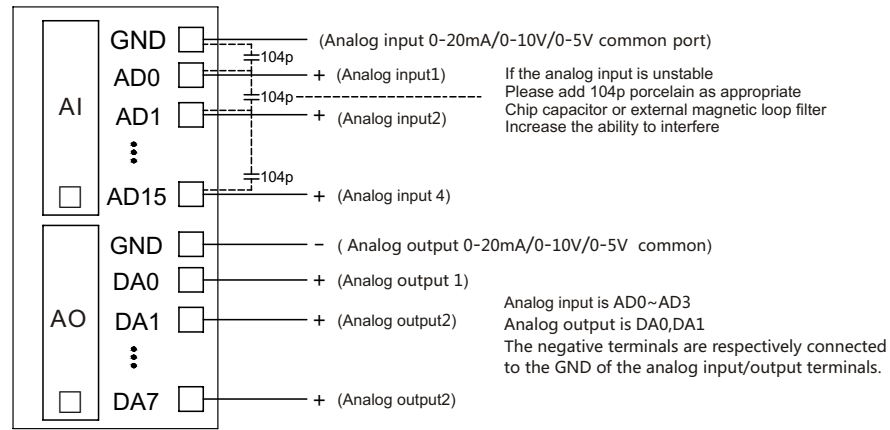 GND (Analog input 0-20mA/0-10V/0-5V common port)
104p
AD0 + (Analog input1)
If the analog input is unstable
Please add 104p porcelain as appropriate
Chip capacitor or external magnetic loop filter
Increase the ability to interfere
104p
AI
AD1 + (Analog input2)
104p
AD15 + (Analog input 4)
GND - ( Analog output 0-20mA/0-10V/0-5V common)
DA0 + (Analog output 1)
AO
DA1 + (Analog output2)
Analog input is AD0~AD3
Analog output is DA0,DA1
The negative terminals are respectively connected
to the GND of the analog input/output terminals.
DA7 + (Analog output2)